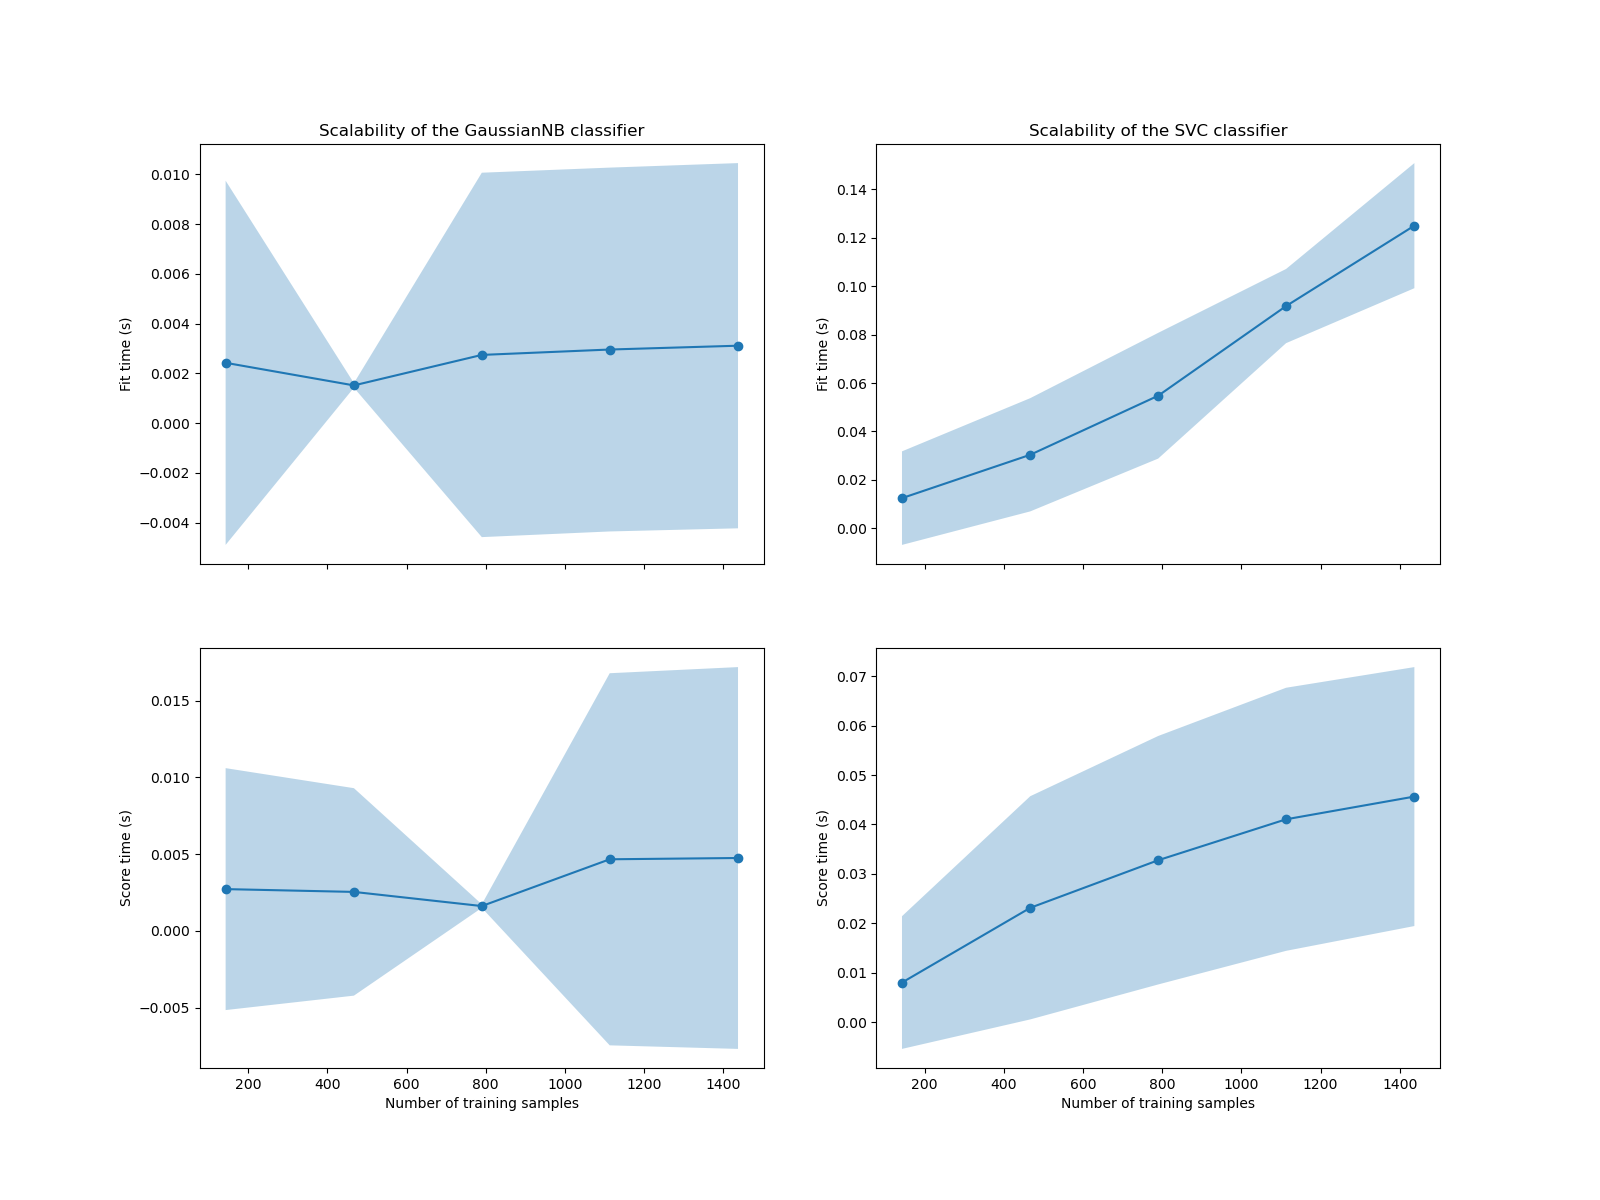 Scalability of the GaussianNB classifier
Fit time (s)
0.010
0.008
0.006
0.004
0.002
0.000
−0.002
−0.004
Scalability of the SVC classifier
Fit time (s)
0.14
0.12
0.10
0.08
0.06
0.04
0.02
0.00
Score time (s)
0.015
0.010
0.005
0.000
−0.005
200 400 600 800 1000 1200 1400
Number of training samples
Score time (s)
0.07
0.06
0.05
0.04
0.03
0.02
0.01
0.00
200 400 600 800 1000 1200 1400
Number of training samples